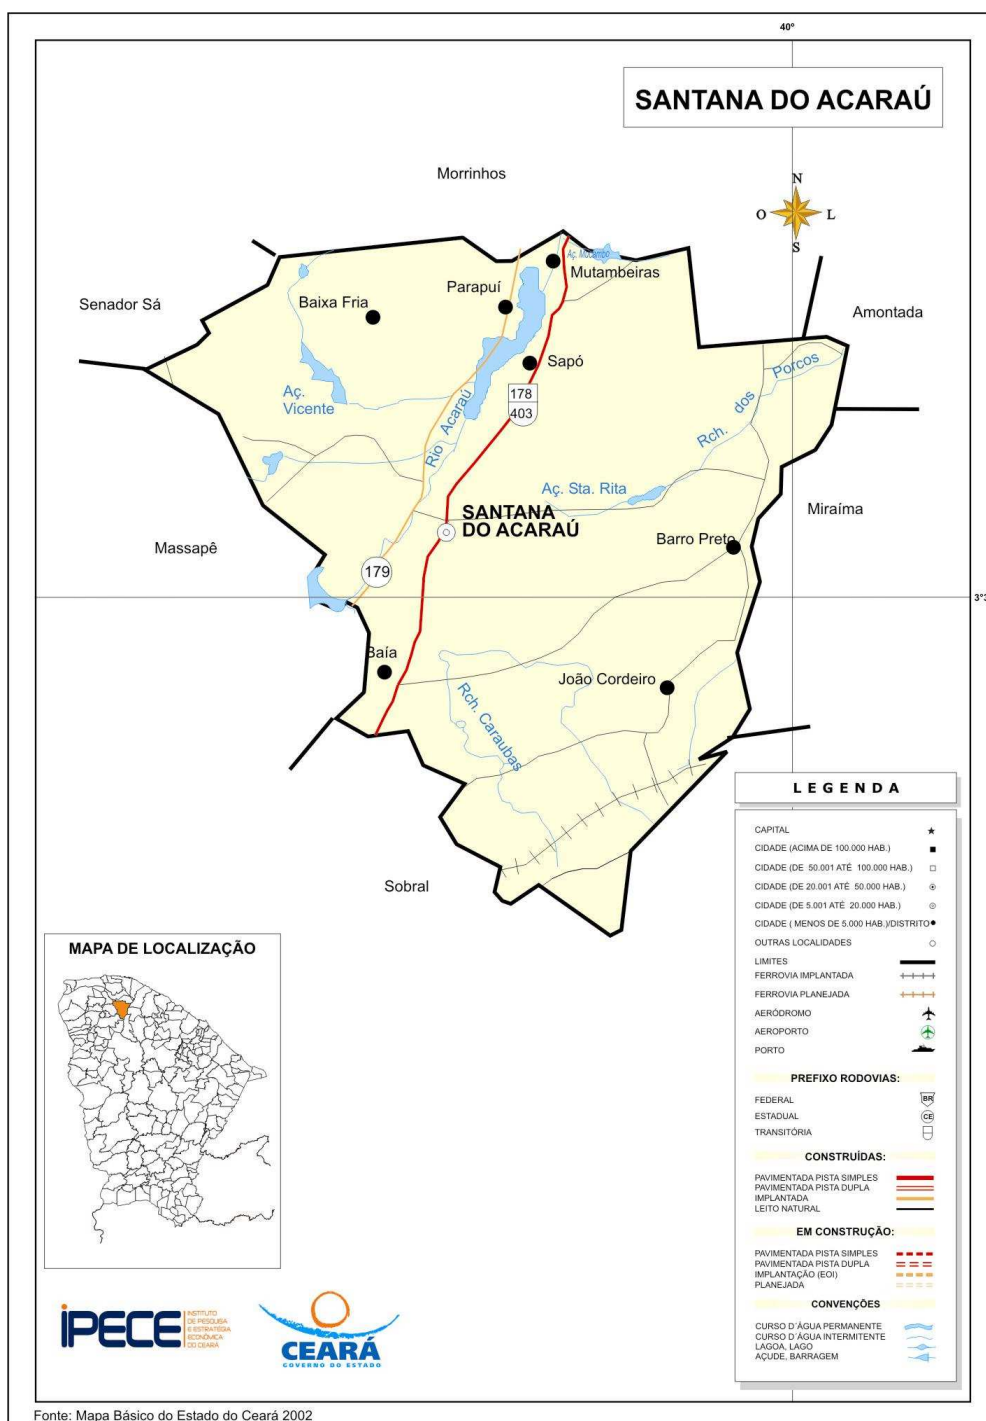 40º
SANTANA DO ACARAÚ
N
O
L
S
Morrinhos
Aç. Mucambo
Mutambeiras
Parapuí
Baixa Fria
Senador Sá
Amontada
Sapó
Porcos
dos
Rch.
Aç.
Vicente
178
403
Rio Acaraú
Aç. Sta. Rita
SANTANA
DO ACARAÚ
Miraíma
Massapê
Barro Preto
179
Baía
João Cordeiro
Rch. Caraubas
Sobral
LEGENDA
CAPITAL
CIDADE (ACIMA DE 100.000 HAB.)
CIDADE (DE 50.001 ATÉ 100.000 HAB.)
CIDADE (DE 20.001 ATÉ 50.000 HAB.)
CIDADE (DE 5.001 ATÉ 20.000 HAB.)
CIDADE ( MENOS DE 5.000 HAB.)/DISTRITO
OUTRAS LOCALIDADES
LIMITES
FERROVIA IMPLANTADA
FERROVIA PLANEJADA
AERÓDROMO
AEROPORTO
PORTO
PREFIXO RODOVIAS:
FEDERAL BR
ESTADUAL CE
TRANSITÓRIA
CONSTRUÍDAS:
PAVIMENTADA PISTA SIMPLES
PAVIMENTADA PISTA DUPLA
IMPLANTADA
LEITO NATURAL
EM CONSTRUÇÃO:
PAVIMENTADA PISTA SIMPLES
PAVIMENTADA PISTA DUPLA
IMPLANTAÇÃO (EOI)
PLANEJADA
CONVENÇÕES
CURSO D´ÁGUA PERMANENTE
CURSO D´ÁGUA INTERMITENTE
LAGOA, LAGO
AÇUDE, BARRAGEM
MAPA DE LOCALIZAÇÃO
iPECE
INSTITUTO
DE PESQUISA
E ESTRATÉGIA
ECONÔMICA
DO CEARÁ
CEARÁ
GOVERNO DO ESTADO
Fonte: Mapa Básico do Estado do Ceará 2002